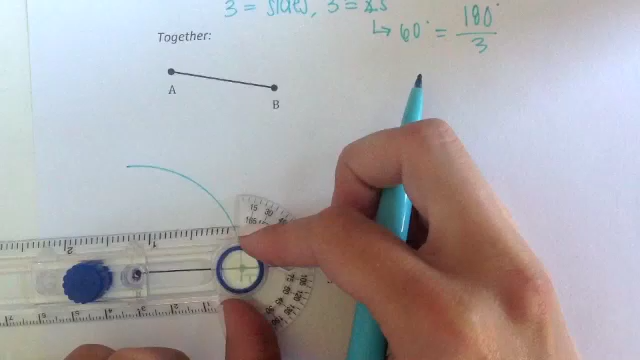 3 = sides, 3 = ∠s
↳ 60° = 180°
3
Together:
A
B